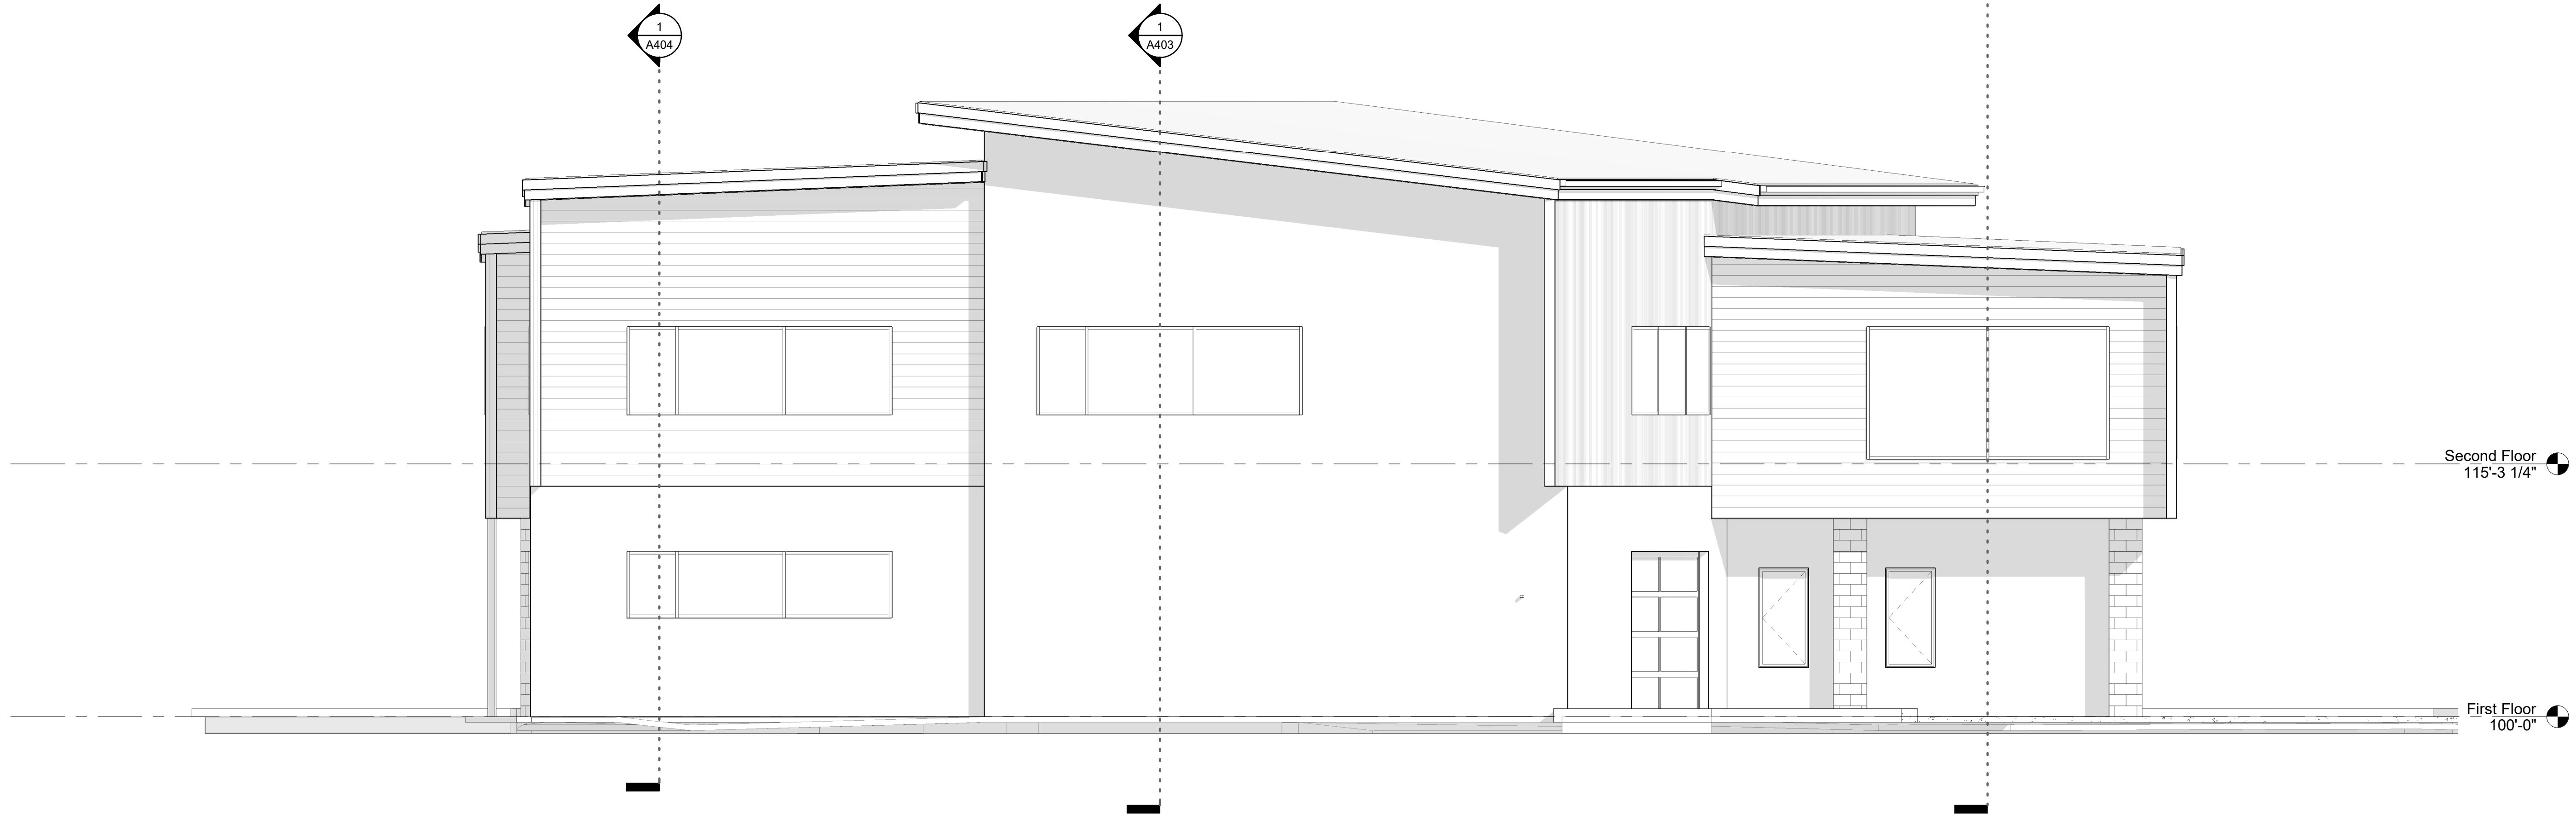 1
A404
1
A403
Second Floor
115'-3 1/4"
First Floor
100'-0"